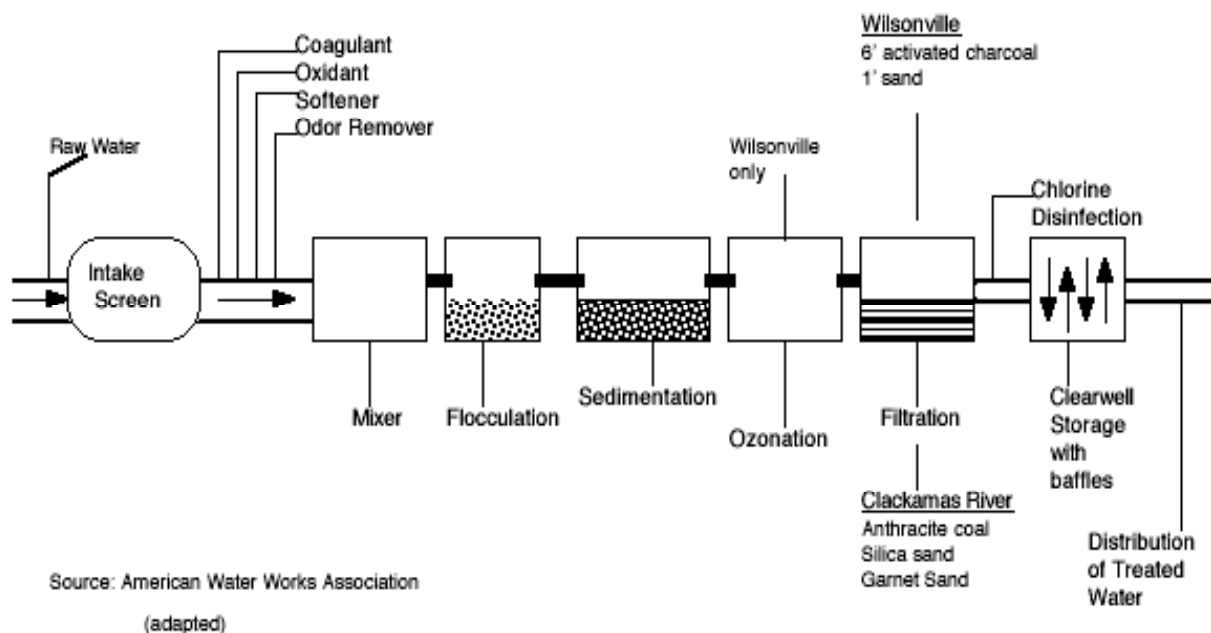 Wilsonville
6' activated charcoal
1' sand
Coagulant
Oxidant
Softener
Odor Remover
Raw Water
Wilsonville
only
Chlorine
Disinfection
Intake
Screen
Mixer
Flocculation
Sedimentation
Ozonation
Filtration
Clearwell
Storage
with
baffles
Clackamas River
Anthracite coal
Silica sand
Garnet Sand
Distribution
of Treated
Water
Source: American Water Works Association
(adapted)